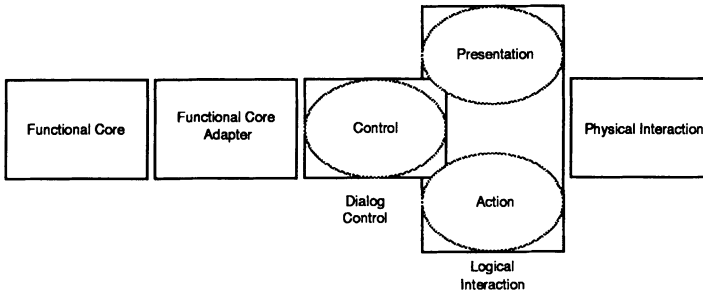 Presentation
Functional Core
Functional Core
Adapter
Control
Physical Interaction
Dialog
Control
Action
Logical
Interaction